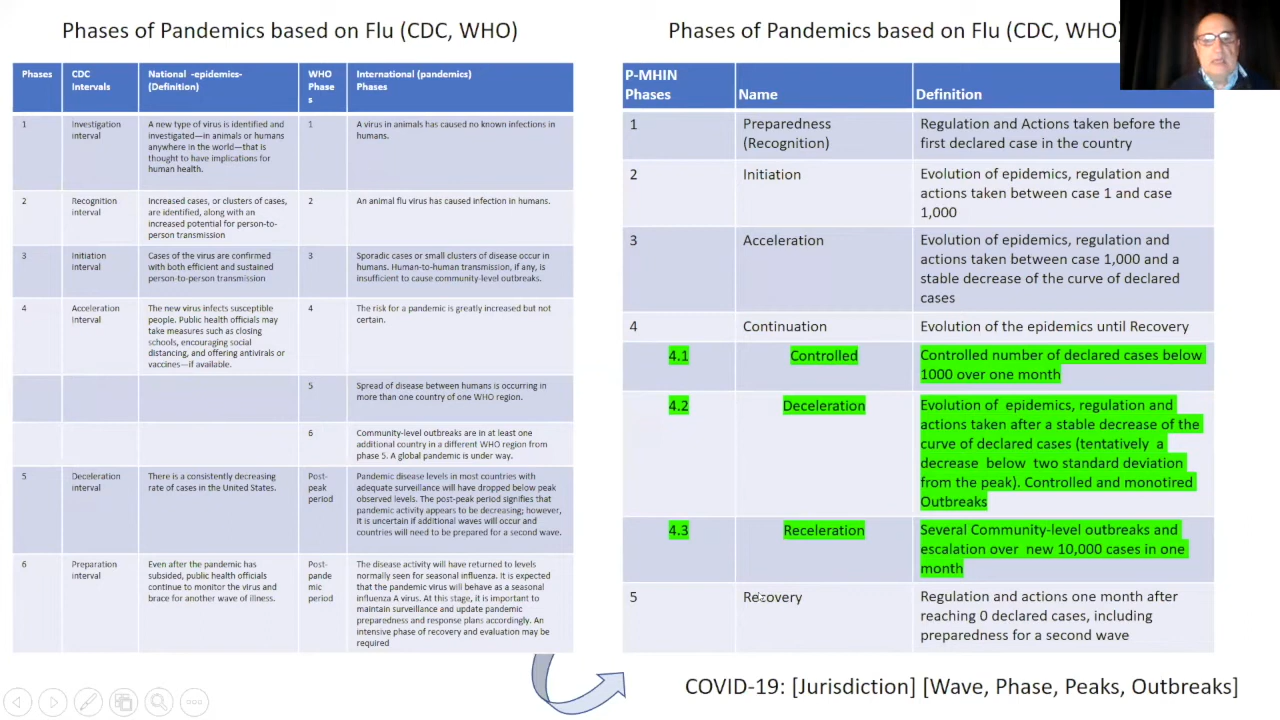 Phases of Pandemics based on Flu (CDC, WHO)
Phases
CDC
Intervals
National -epidemics-
(Definition)
WHO
Phase
s
International (pandemics)
Phases
1
Investigation
interval
A new type of virus is identified and
investigated—in animals or humans
anywhere in the world—that is
thought to have implications for
human health.
1
A virus in animals has caused no known infections in
humans.
2
Recognition
interval
Increased cases, or clusters of cases,
are identified, along with an
increased potential for person-to-
person transmission
2
An animal flu virus has caused infection in humans.
3
Initiation
interval
Cases of the virus are confirmed
with both efficient and sustained
person-to-person transmission
3
Sporadic cases or small clusters of disease occur in
humans. Human-to-human transmission, if any, is
insufficient to cause community-level outbreaks.
4
Acceleration
interval
The new virus infects susceptible
people. Public health officials may
take measures such as closing
schools, encouraging social
distancing, and offering antivirals or
vaccines—if available.
4
The risk for a pandemic is greatly increased but not
certain.
5
Spread of disease between humans is occurring in
more than one country of one WHO region.
6
Community-level outbreaks are in at least one
additional country in a different WHO region from
phase 5. A global pandemic is under way.
5
Deceleration
interval
There is a consistently decreasing
rate of cases in the United States.
Post-
peak
period
Pandemic disease levels in most countries with
adequate surveillance will have dropped below peak
observed levels. The post-peak period signifies that
pandemic activity appears to be decreasing; however,
it is uncertain if additional waves will occur and
countries will need to be prepared for a second wave.
6
Preparation
interval
Even after the pandemic has
subsided, public health officials
continue to monitor the virus and
brace for another wave of illness.
Post-
pande
mic
period
The disease activity will have returned to levels
normally seen for seasonal influenza. It is expected
that the pandemic virus will behave as a seasonal
influenza A virus. At this stage, it is important to
maintain surveillance and update pandemic
preparedness and response plans accordingly. An
intensive phase of recovery and evaluation may be
required
Phases of Pandemics based on Flu (CDC, WHO)
P-MHIN
Phases
Name
Definition
1
Preparedness
(Recognition)
Regulation and Actions taken before the
first declared case in the country
2
Initiation
Evolution of epidemics, regulation and
actions taken between case 1 and case
1,000
3
Acceleration
Evolution of epidemics, regulation and
actions taken between case 1,000 and a
stable decrease of the curve of declared
cases
4
Continuation
Evolution of the epidemics until Recovery
4.1
Controlled
Controlled number of declared cases below
1000 over one month
4.2
Deceleration
Evolution of epidemics, regulation and
actions taken after a stable decrease of the
curve of declared cases (tentatively a
decrease below two standard deviation
from the peak). Controlled and monotired
Outbreaks
4.3
Receleration
Several Community-level outbreaks and
escalation over new 10,000 cases in one
month
5
Recovery
Regulation and actions one month after
reaching 0 declared cases, including
preparedness for a second wave
COVID-19: [Jurisdiction] [Wave, Phase, Peaks, Outbreaks]